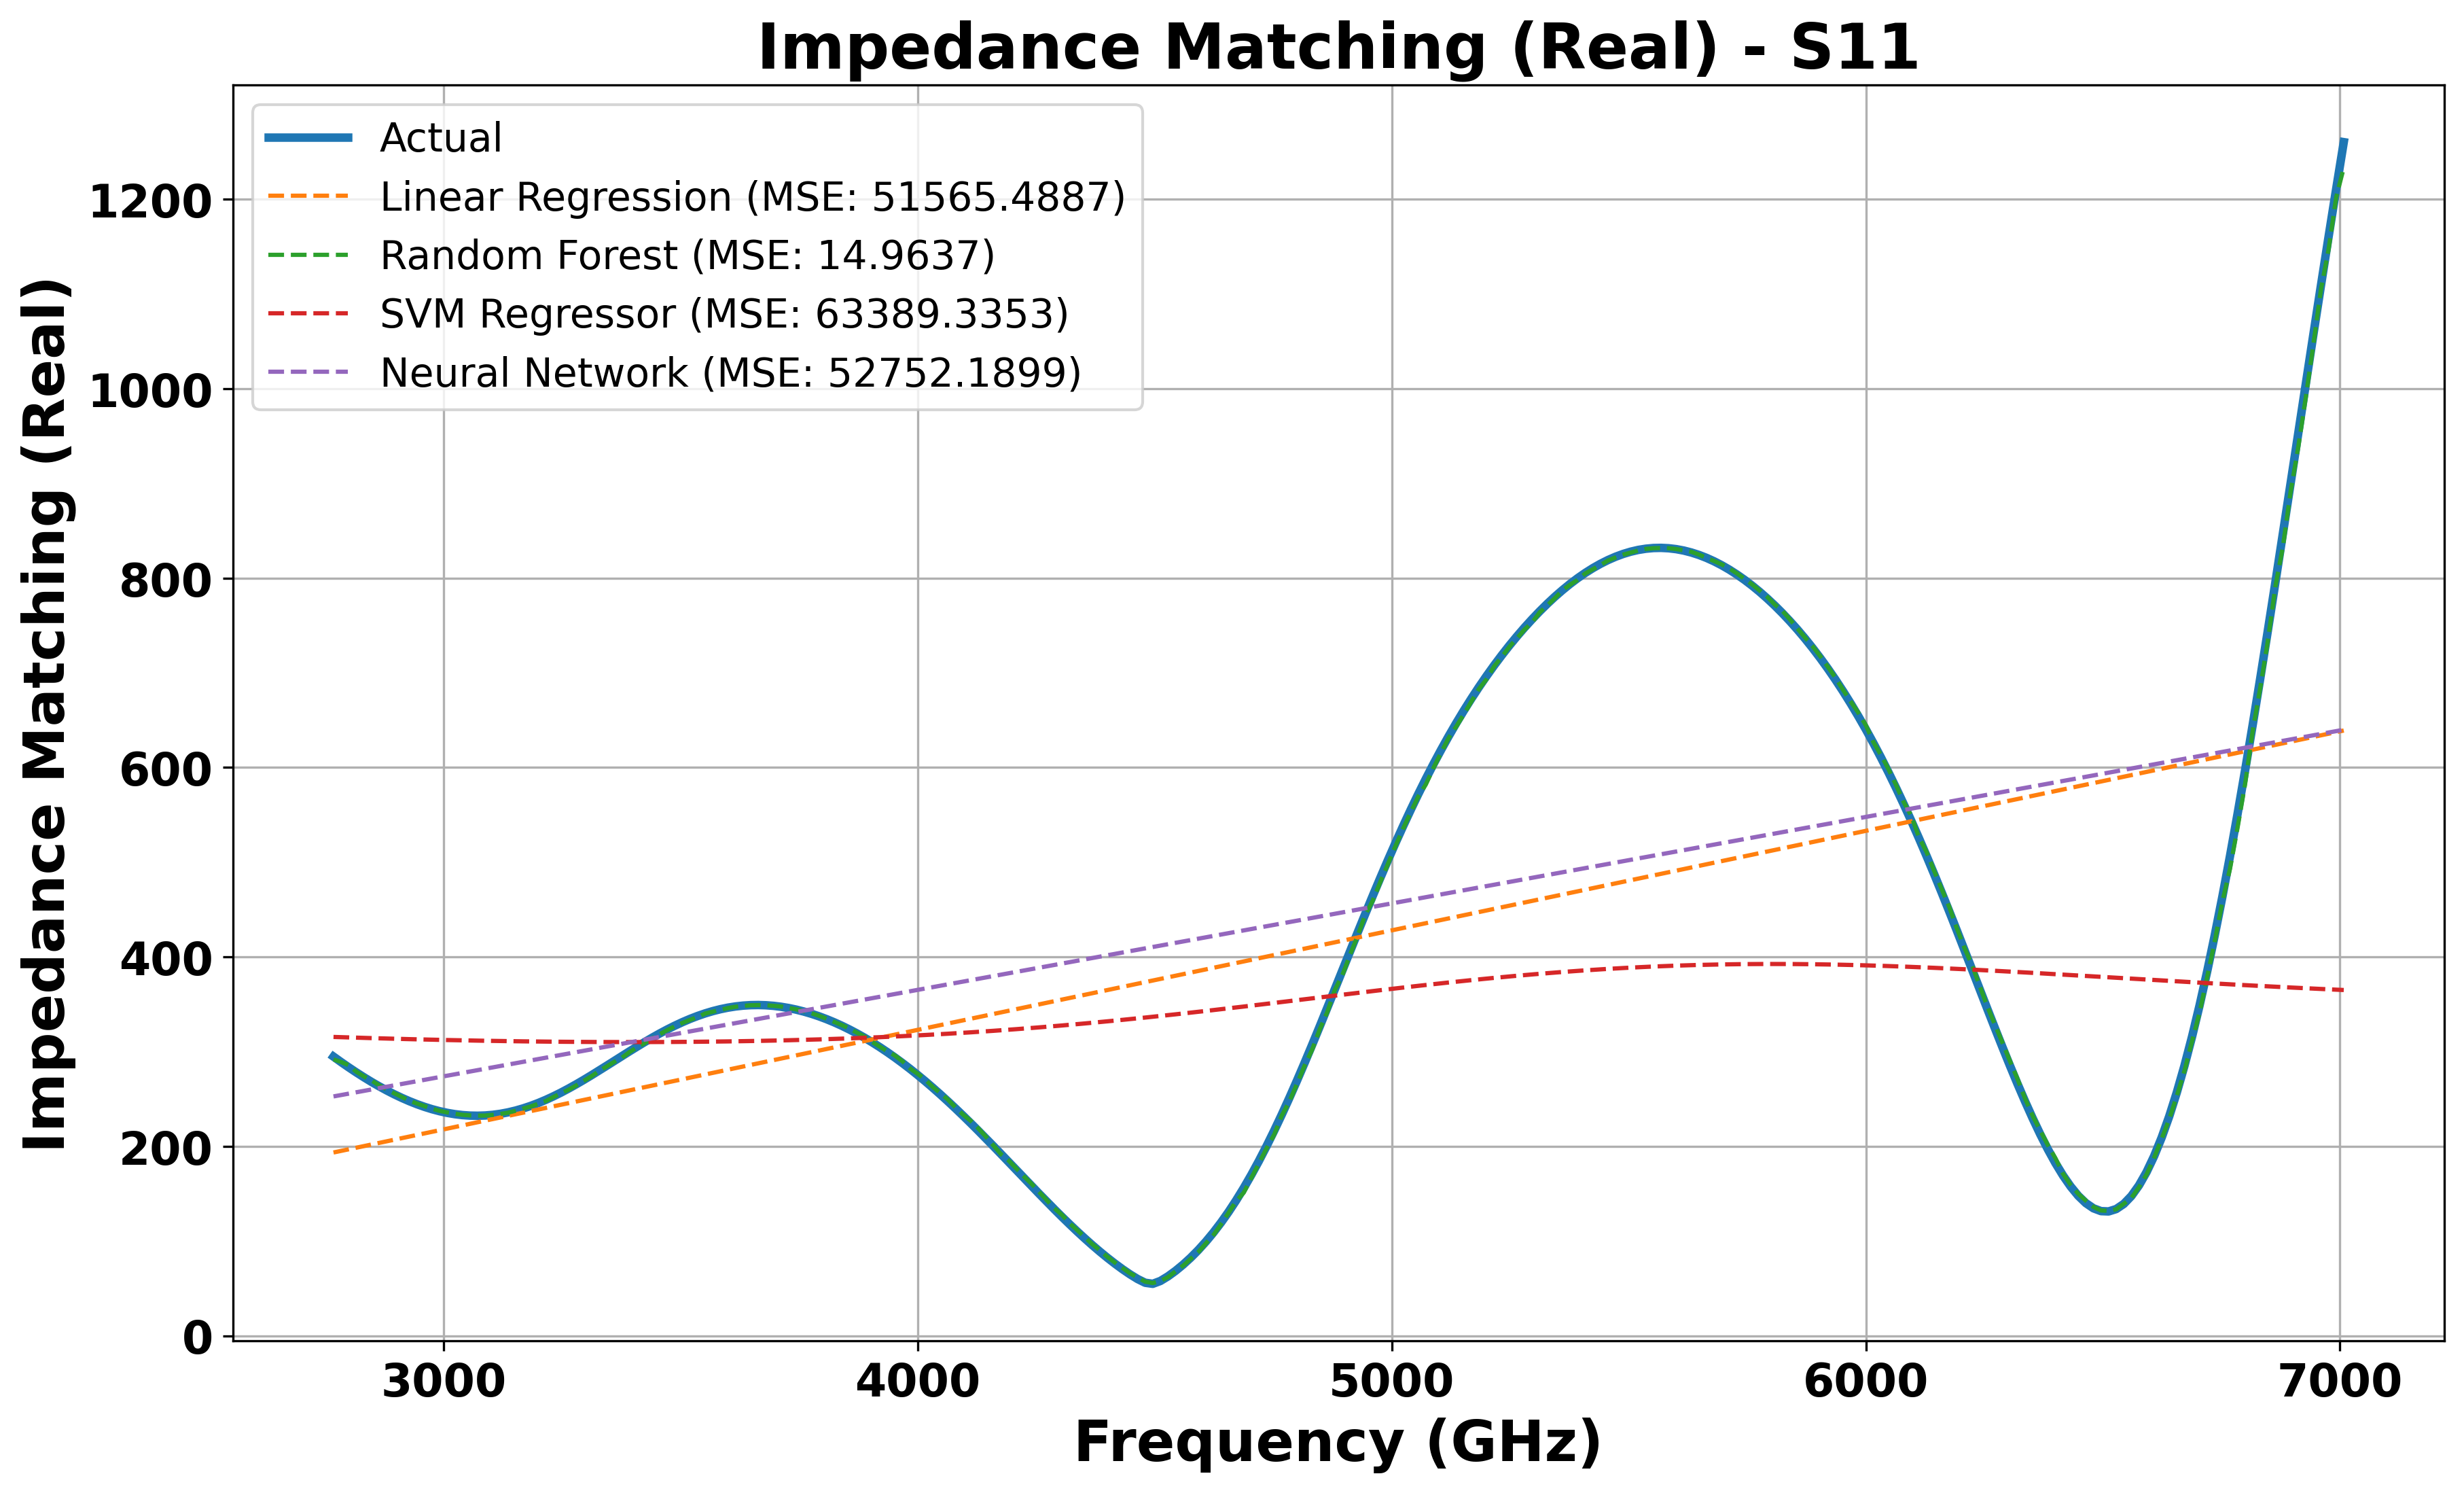 Impedance Matching (Real) - S11
Actual
Linear Regression (MSE: 51565.4887)
Random Forest (MSE: 14.9637)
SVM Regressor (MSE: 63389.3353)
Neural Network (MSE: 52752.1899)
Impedance Matching (Real)
1200
1000
800
600
400
200
0
3000 4000 5000 6000 7000
Frequency (GHz)